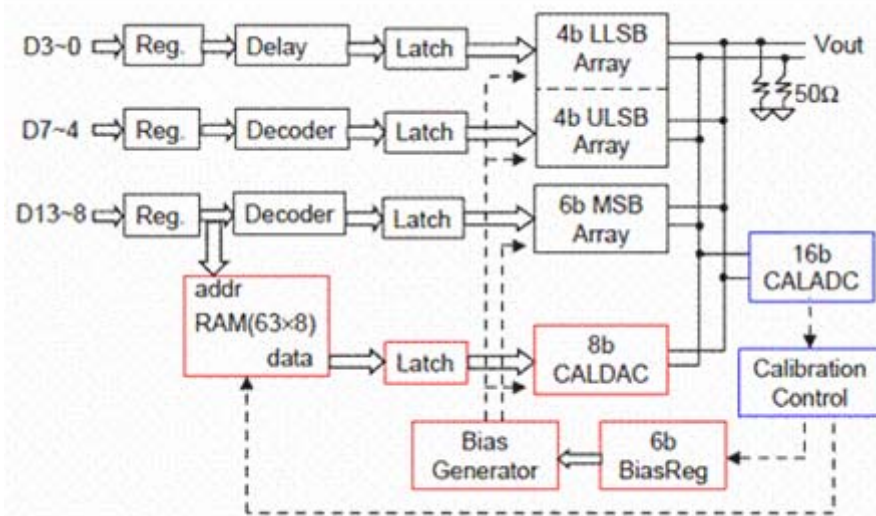 D3~0
Reg.
Delay
Latch
4b LLSB
Array
Vout
50Ω
D7~4
Reg.
Decoder
Latch
4b ULSB
Array
D13~8
Reg.
Decoder
Latch
6b MSB
Array
16b
CALADC
addr
RAM(63×8)
data
Latch
8b
CALDAC
Calibration
Control
Bias
Generator
6b
BiasReg